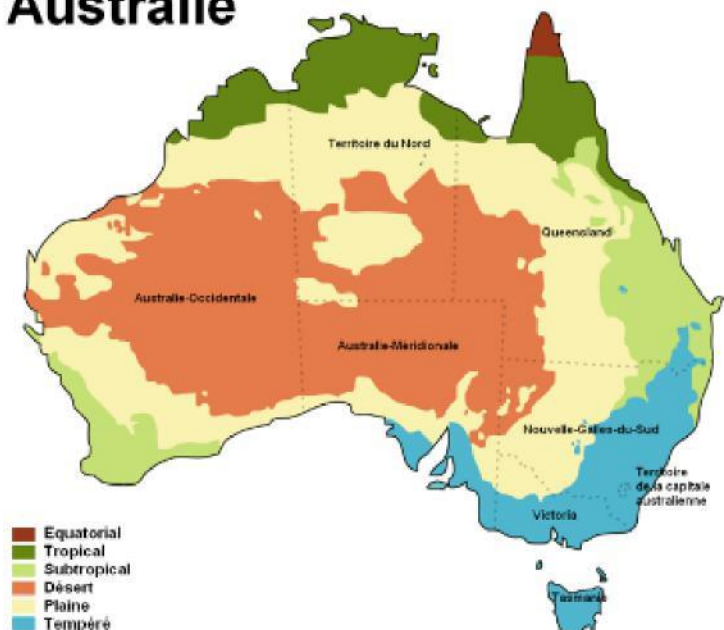 Australie
Territoire du Nord
Queensland
Australie-Occidentale
Australie-Méridionale
Nouvelle-Galles-du-Sud
Territoire
de la capitale
australienne
Victoria
Tasmanie
Equatorial
Tropical
Subtropical
Désert
Plaine
Tempéré